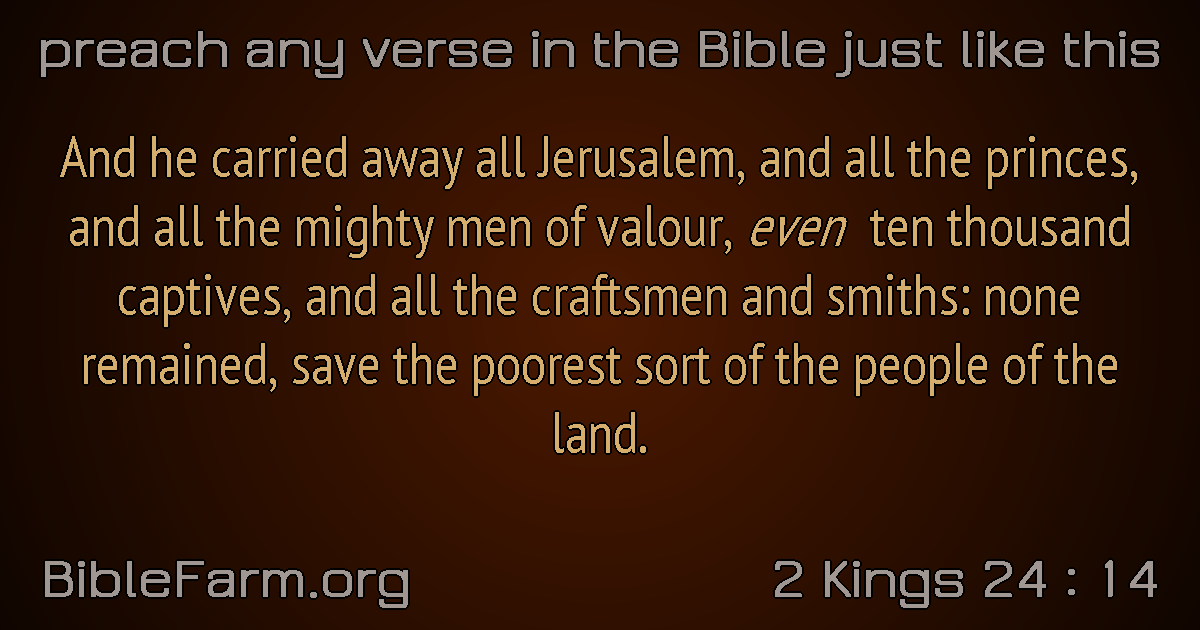 preach any verse in the Bible just like this
And he carried away all Jerusalem, and all the princes,
and all the mighty men of valour, even ten thousand
captives, and all the craftsmen and smiths: none
remained, save the poorest sort of the people of the
land.
BibleFarm.org
2 Kings 24 : 14